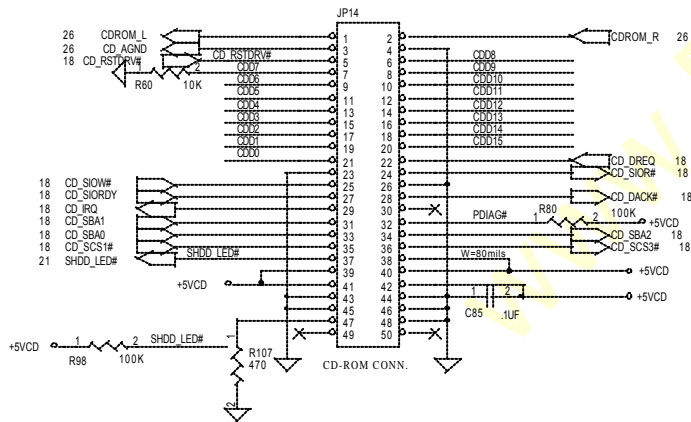 JP14
26 CDROM_L 1 2 CDROM_R 26
26 CD_AGND 3 4
18 CD_RSTDRV# CD_RSTDRV# 5 6 CDD8
1 2 CDD7 7 8 CDD9
R60 10K CDD6 9 10 CDD10
CDD5 11 12 CDD11
CDD4 13 14 CDD12
CDD3 15 16 CDD13
CDD2 17 18 CDD14
CDD1 19 20 CDD15
CDD0 21 22 CD_DREQ 18
23 24 CD_SIOR# 18
18 CD_SIOW# 25 26
18 CD_SIORDY 27 28 CD_DACK# 18
18 CD_IRQ 29 30
18 CD_SBA1 31 32 PDIAG# 1 R80 2 100K +5VCD
18 CD_SBA0 33 34 CD_SBA2 18
18 CD_SCS1# 35 36 CD_SCS3# 18
21 SHDD_LED# SHDD_LED# 37 38 W=80mils
39 40 +5VCD
+5VCD 41 42
43 44 1 2 +5VCD
45 46 C85 .1UF
47 48
49 50
+5VCD 1 2 SHDD_LED# 1
R98 100K R107
470
2
CD-ROM CONN.